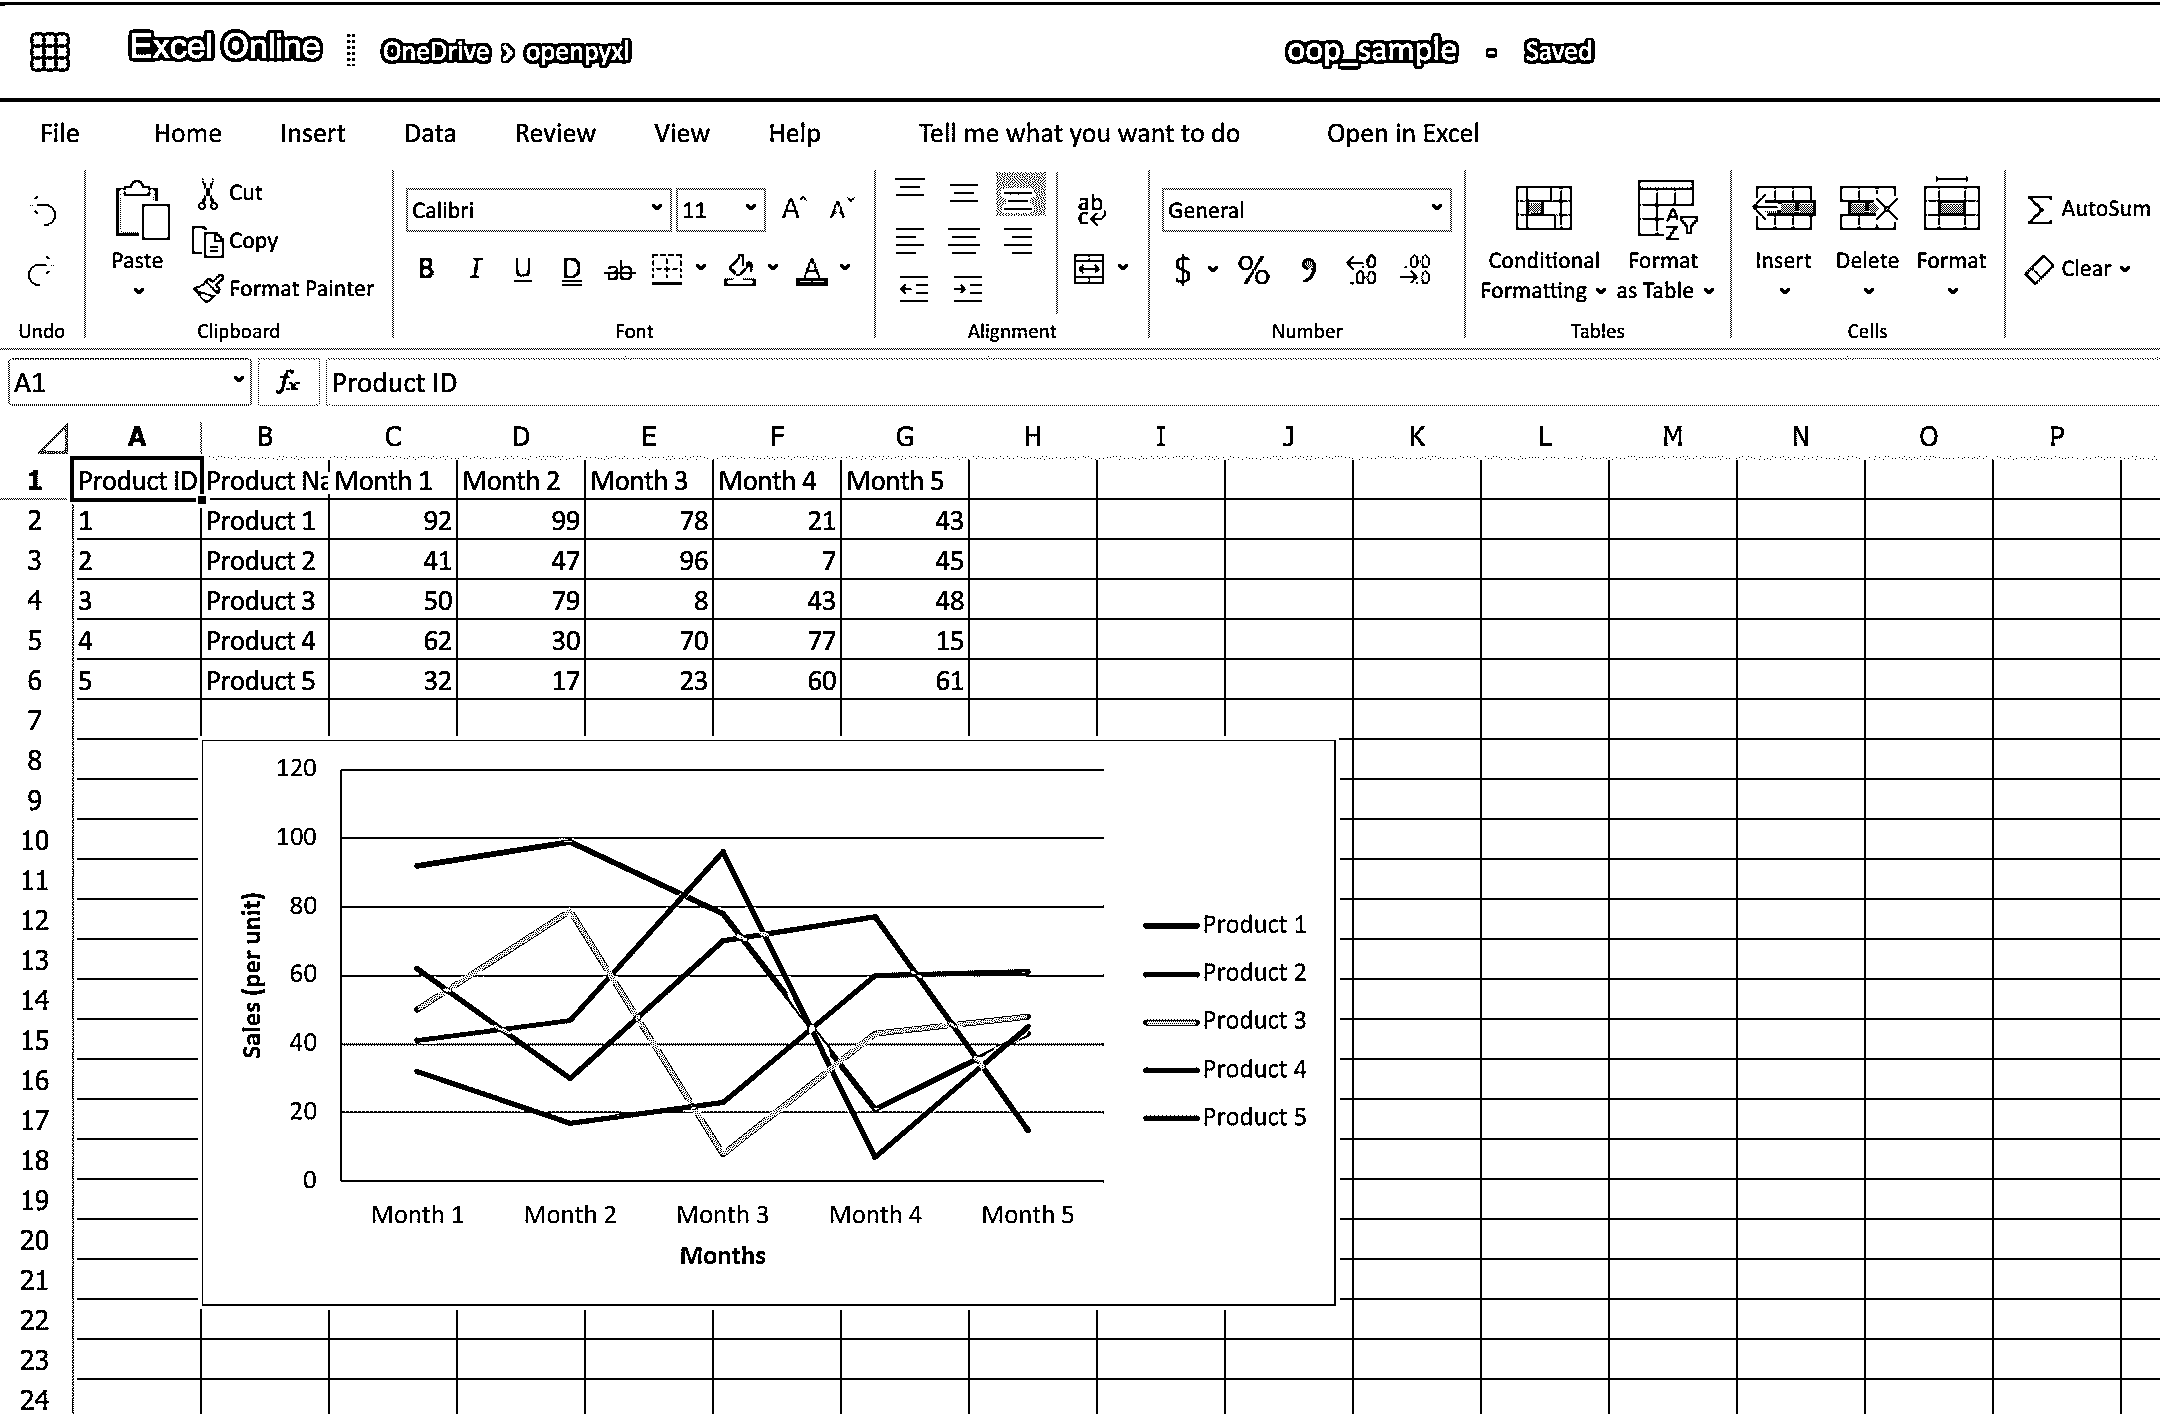 Excel Online OneDrive > openpyxl oop_sample - Saved
File Home Insert Data Review View Help Tell me what you want to do Open in Excel
Cut
Copy
Format Painter
Paste
Calibri 11
B I U D ab
A
ab
c
General
$ % 9 .0 .00
.00 .0
Conditional Formatting
Format as Table
Insert Delete Format
AutoSum
Clear
Undo Clipboard Font Alignment Number Tables Cells
A1 fx Product ID
A B C D E F G H I J K L M N O P
1 Product ID Product Na Month 1 Month 2 Month 3 Month 4 Month 5
2 1 Product 1 92 99 78 21 43
3 2 Product 2 41 47 96 7 45
4 3 Product 3 50 79 8 43 48
5 4 Product 4 62 30 70 77 15
6 5 Product 5 32 17 23 60 61
7
8
9
10
11
12
13
14
15
16
17
18
19
20
21
22
23
24
120
100
80
60
40
20
0
Sales (per unit)
Month 1 Month 2 Month 3 Month 4 Month 5
Months
Product 1
Product 2
Product 3
Product 4
Product 5